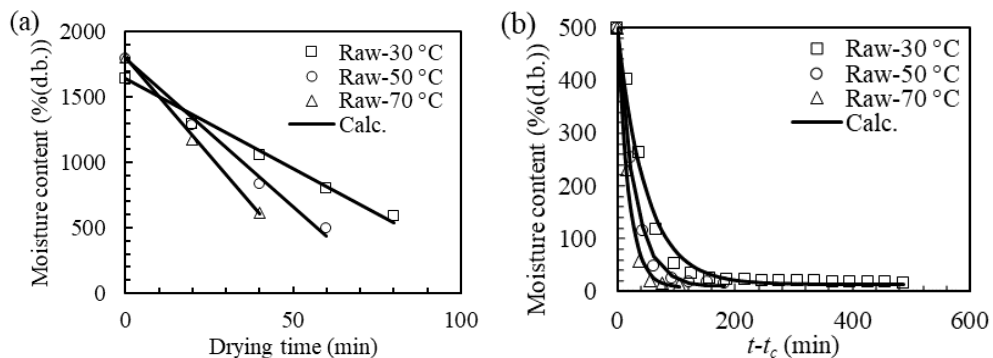 (a)
2000
1500
1000
500
0
Moisture content (%(d.b.))
Raw-30 °C
Raw-50 °C
Raw-70 °C
Calc.
0
50
100
Drying time (min)
(b)
500
400
300
200
100
0
Moisture content (%(d.b.))
Raw-30 °C
Raw-50 °C
Raw-70 °C
Calc.
0
200
400
600
t-tc (min)